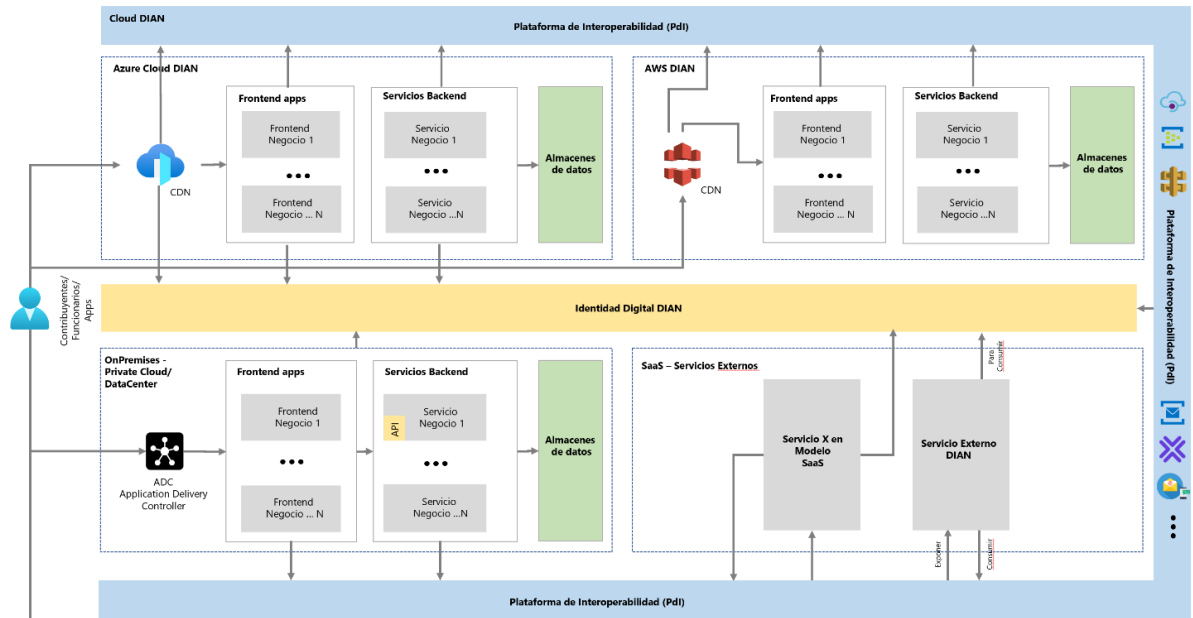 Cloud DIAN
Plataforma de Interoperabilidad (PdI)
Azure Cloud DIAN
Frontend apps
Frontend
Negocio 1
Frontend
Negocio ... N
Servicios Backend
Servicio
Negocio 1
Servicio
Negocio ...N
Almacenes
de datos
CDN
AWS DIAN
Frontend apps
Frontend
Negocio 1
Frontend
Negocio ... N
Servicios Backend
Servicio
Negocio 1
Servicio
Negocio ...N
Almacenes
de datos
CDN
Contribuyentes/
Funcionarios/
Apps
Identidad Digital DIAN
Plataforma de Interoperabilidad (PdI)
OnPremises -
Private Cloud/
DataCenter
Frontend apps
Frontend
Negocio 1
Frontend
Negocio ... N
Servicios Backend
API
Servicio
Negocio 1
Servicio
Negocio ...N
Almacenes
de datos
ADC
Application Delivery
Controller
SaaS – Servicios Externos
Para
Consumir
Servicio X en
Modelo
SaaS
Servicio Externo
DIAN
Exponer
Consumir
Plataforma de Interoperabilidad (PdI)